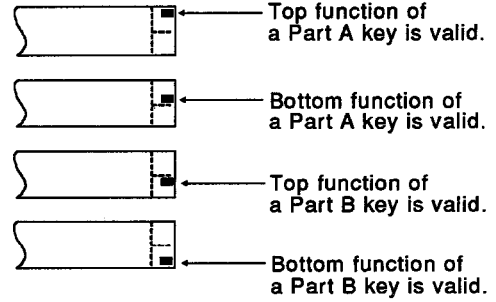 Top function of
a Part A key is valid.
Bottom function of
a Part A key is valid.
Top function of
a Part B key is valid.
Bottom function of
a Part B key is valid.